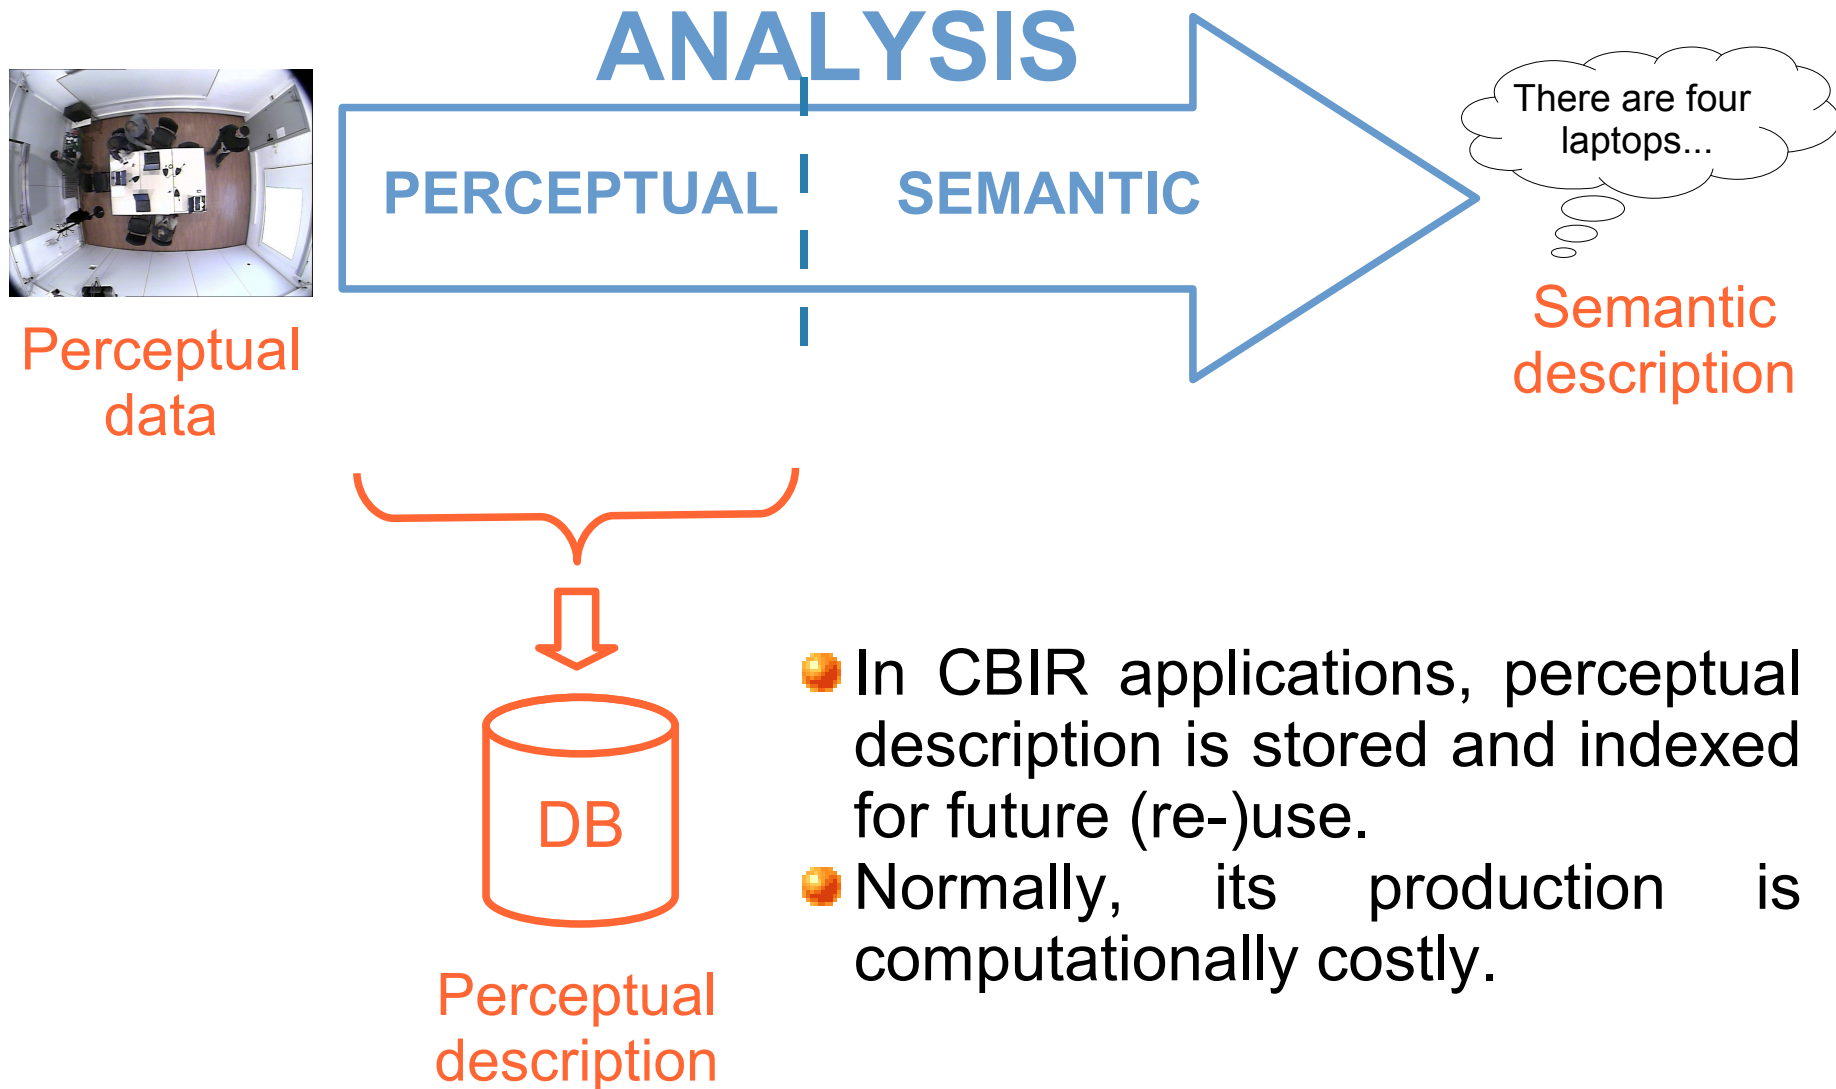 ANALYSIS
There are four
laptops...
PERCEPTUAL
SEMANTIC
Perceptual
data
Semantic
description
In CBIR applications, perceptual
description is stored and indexed
for future (re-)use.
Normally, its production is
computationally costly.
DB
Perceptual
description